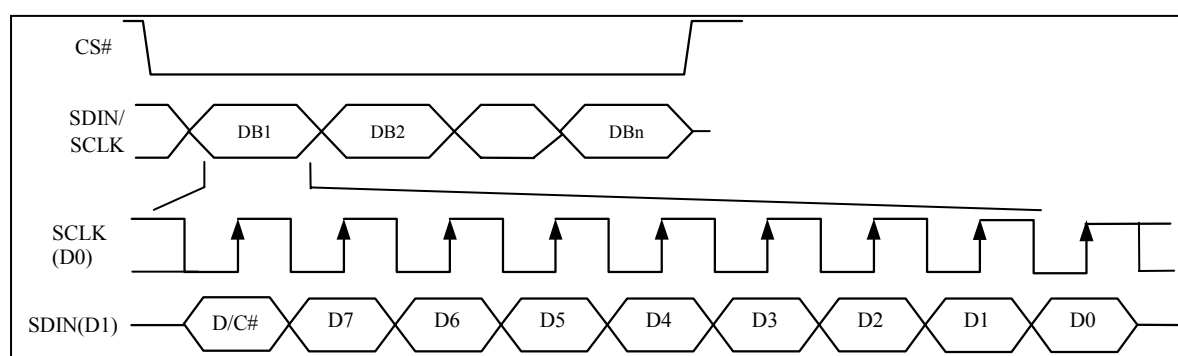 CS#
SDIN/
SCLK
DB1 DB2 DBn
SCLK
(D0)
SDIN(D1) D/C# D7 D6 D5 D4 D3 D2 D1 D0